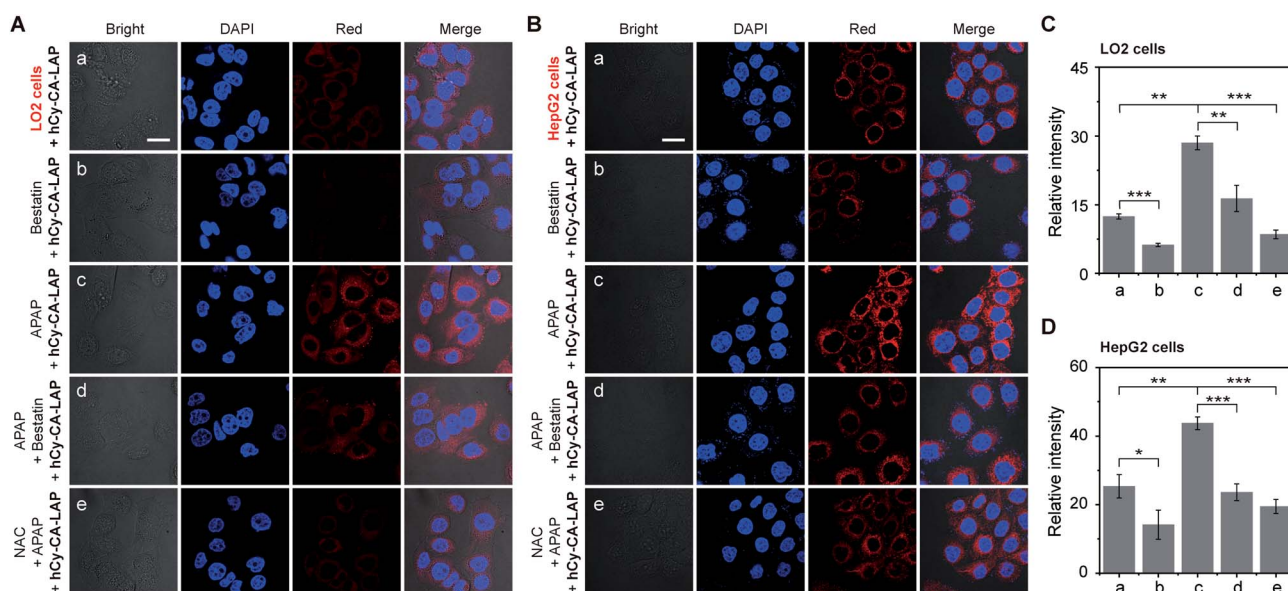 A
Bright DAPI Red Merge
LO2 cells
+ hCy-CA-LAP
a
Bestatin
+ hCy-CA-LAP
b
APAP
+ hCy-CA-LAP
c
APAP
+ Bestatin
+ hCy-CA-LAP
d
NAC
+ APAP
+ hCy-CA-LAP
e
B
Bright DAPI Red Merge
HepG2 cells
+ hCy-CA-LAP
a
Bestatin
+ hCy-CA-LAP
b
APAP
+ hCy-CA-LAP
c
APAP
+ Bestatin
+ hCy-CA-LAP
d
NAC
+ APAP
+ hCy-CA-LAP
e
C
LO2 cells
Relative intensity
45
30
15
0
** ***
**
***
a b c d e
D
HepG2 cells
Relative intensity
60
40
20
0
** ***
***
*
a b c d e